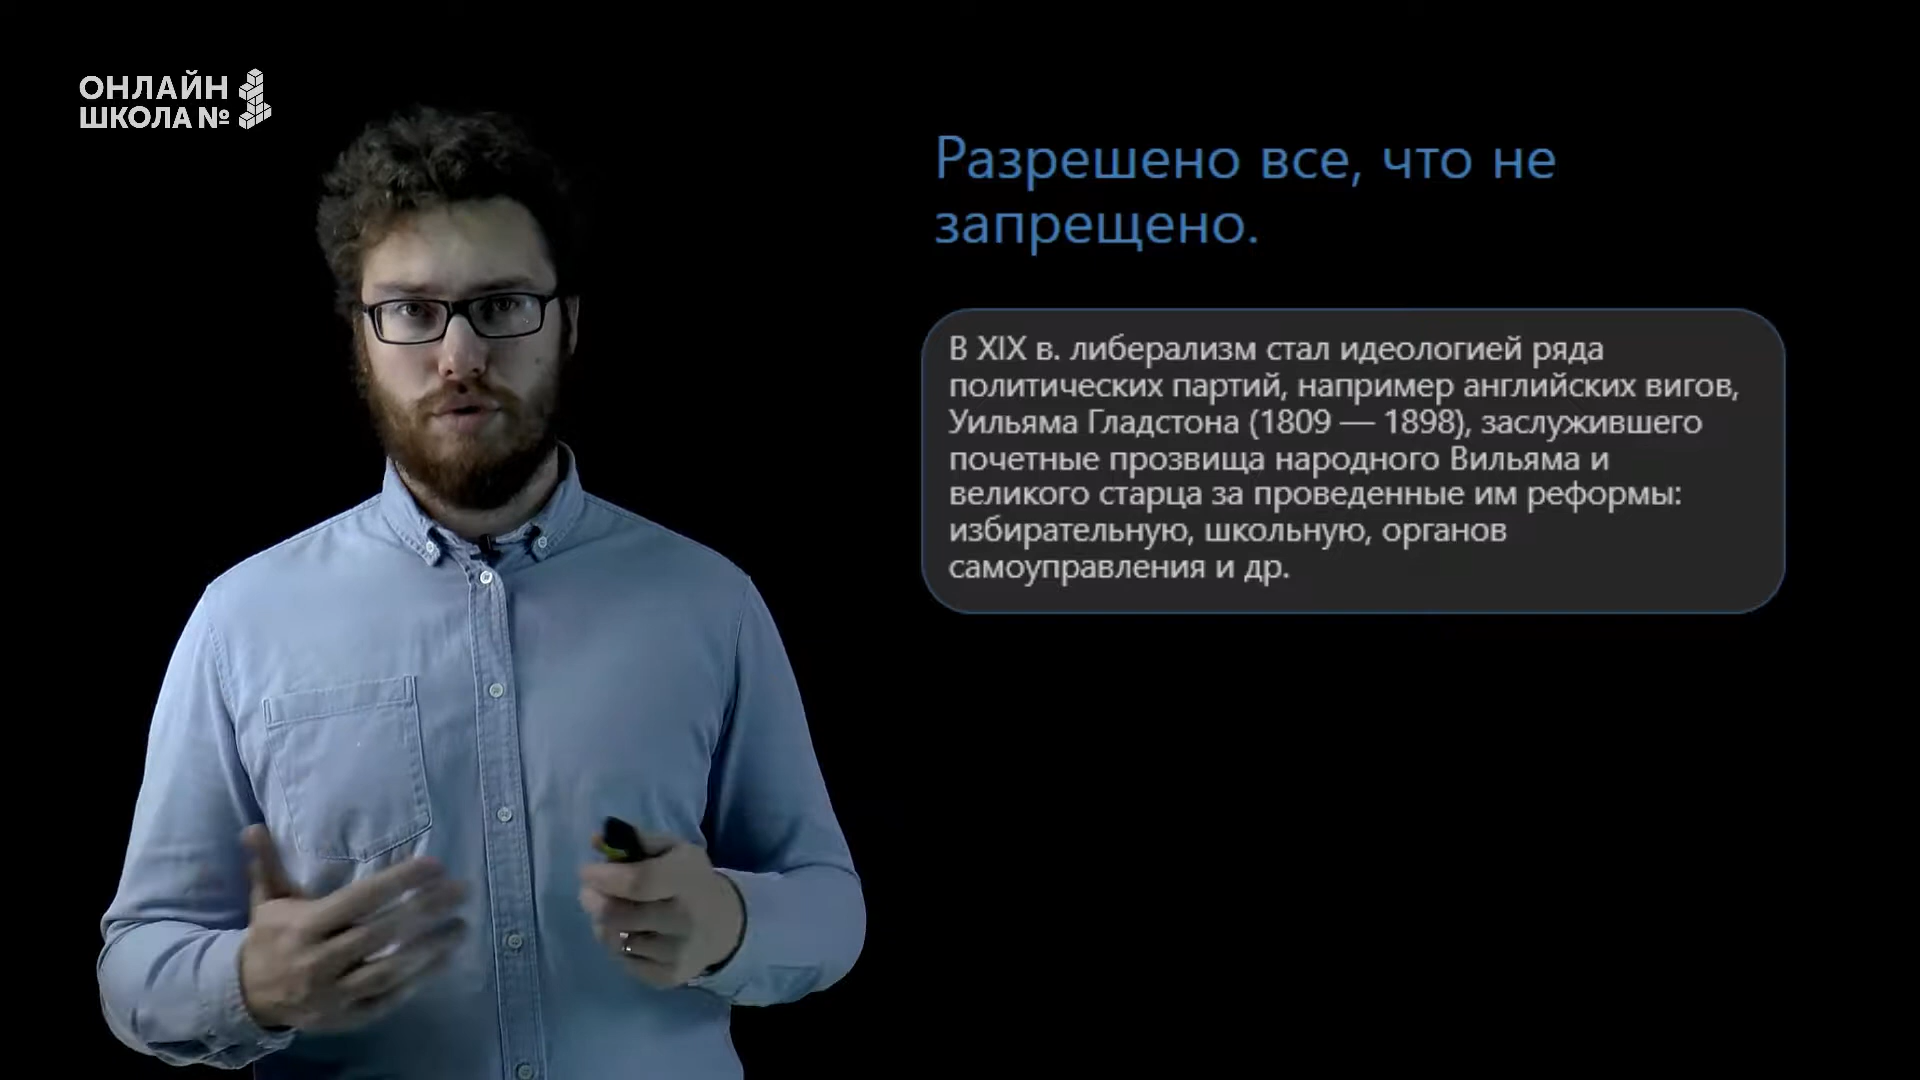 ОНЛАЙН
ШКОЛА №
Разрешено все, что не
запрещено.
В XIX в. либерализм стал идеологией ряда
политических партий, например английских вигов,
Уильяма Гладстона (1809 — 1898), заслужившего
почетные прозвища народного Вильяма и
великого старца за проведенные им реформы:
избирательную, школьную, органов
самоуправления и др.